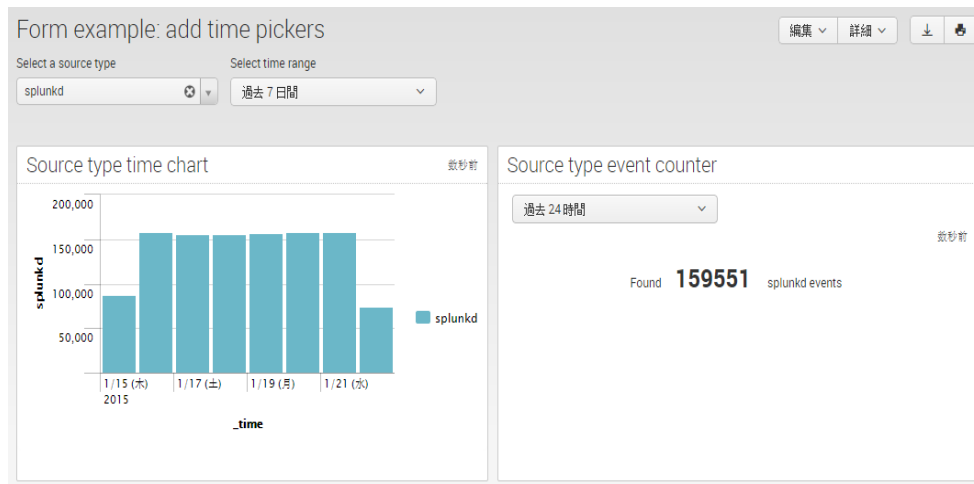 Form example: add time pickers
編集
詳細
Select a source type
Select time range
splunkd
過去 7 日間
Source type time chart
数秒前
200,000
150,000
100,000
50,000
splunkd
splunkd
1/15 (木)
2015
1/17 (土)
1/19 (月)
1/21 (水)
_time
Source type event counter
過去 24 時間
数秒前
Found 159551 splunkd events